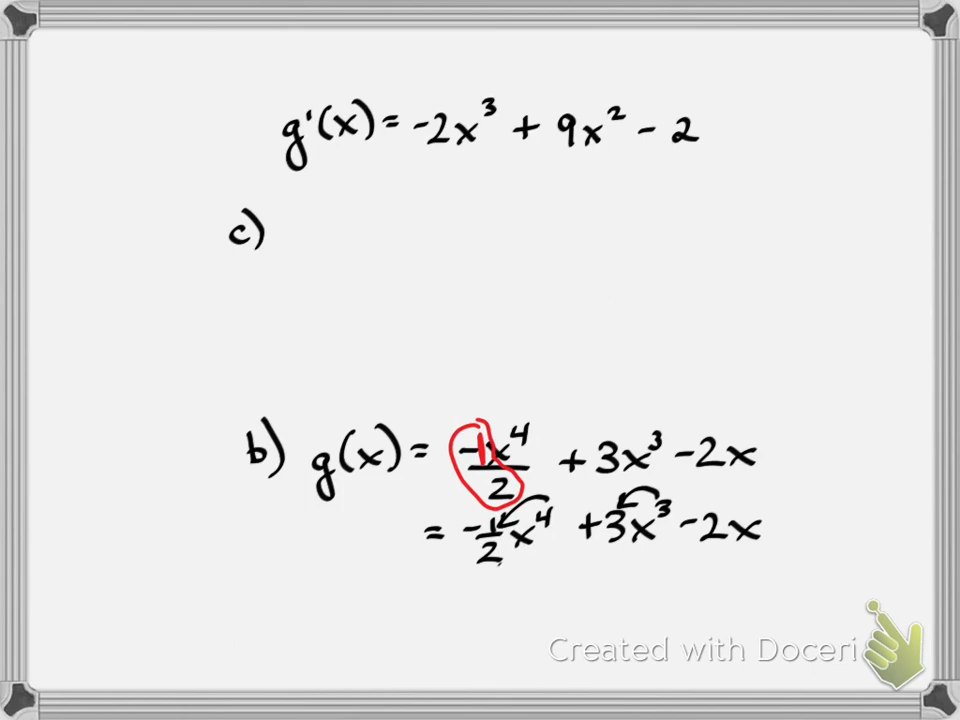 g'(x) = -2x³ + 9x² - 2
c)
b) g(x) = -1x⁴/2 + 3x³ - 2x
= -1/2 x⁴ + 3x³ - 2x
Created with Doceri